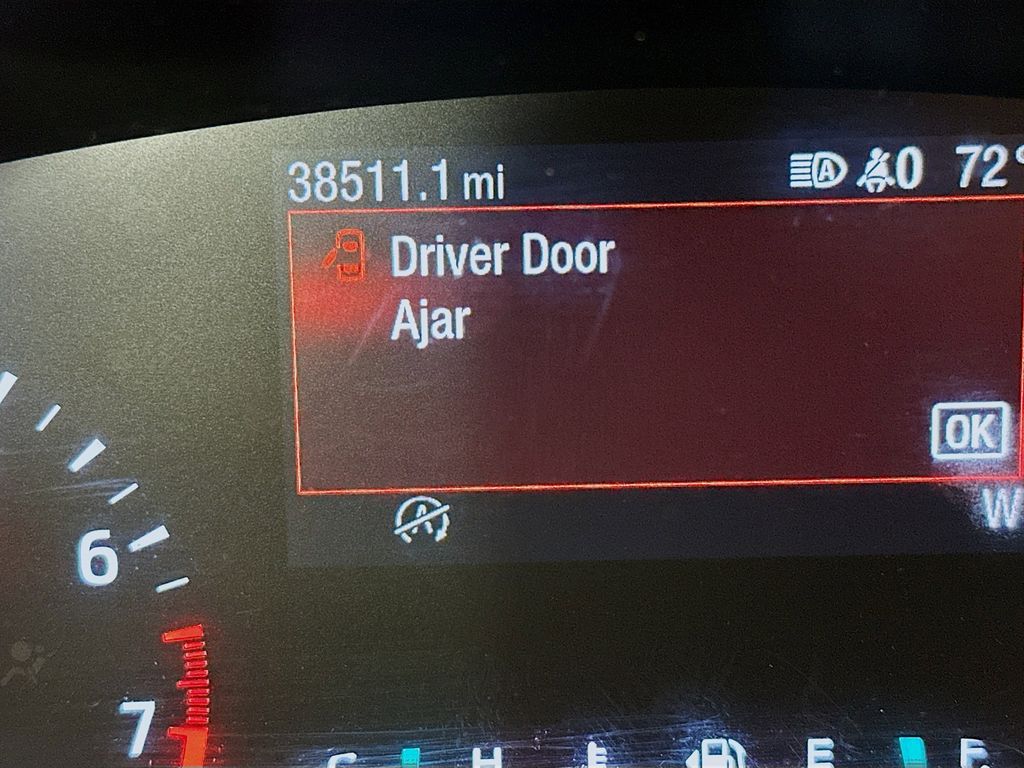 38511.1 mi
A 0 72°
Driver Door
Ajar
OK
A
W
6
7
C H E E F